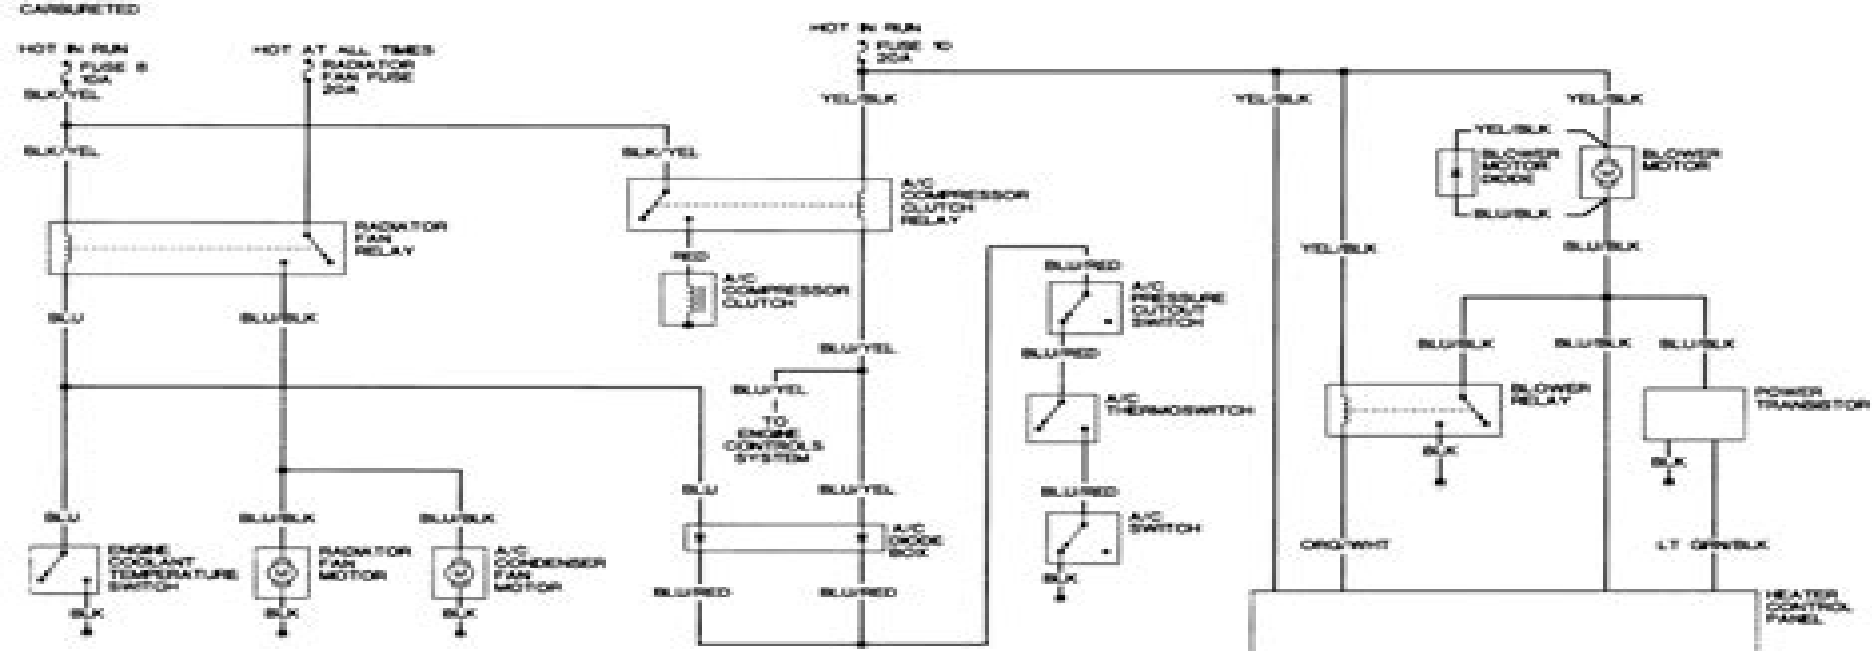 CARBURETED
HOT IN RUN
FUSE 8
10A
BLK/YEL
BLK/YEL
HOT AT ALL TIMES
RADIATOR
FAN FUSE
20A
HOT IN RUN
FUSE 10
20A
YEL/BLK
YEL/BLK
YEL/BLK
BLK/YEL
A/C
COMPRESSOR
CLUTCH
RELAY
YEL/BLK
BLOWER
MOTOR
DIODE
BLU/BLK
BLOWER
MOTOR
RADIATOR
FAN
RELAY
RED
A/C
COMPRESSOR
CLUTCH
BLU/RED
A/C
PRESSURE
CUTOUT
SWITCH
YEL/BLK
BLU/BLK
BLU
BLU/BLK
BLU/YEL
BLU/RED
BLU/BLK
BLU/BLK
BLU/BLK
BLU/YEL
TO
ENGINE
CONTROLS
SYSTEM
A/C
THERMOSWITCH
BLOWER
RELAY
POWER
TRANSISTOR
BLK
BLK
BLU
BLU/YEL
BLU/RED
BLU
BLU/BLK
BLU/BLK
A/C
DIODE
BOX
A/C
SWITCH
ORG/WHT
LT GRN/BLK
ENGINE
COOLANT
TEMPERATURE
SWITCH
RADIATOR
FAN
MOTOR
A/C
CONDENSER
FAN
MOTOR
BLK
BLK
BLK
BLU/RED
BLU/RED
BLK
HEATER
CONTROL
PANEL